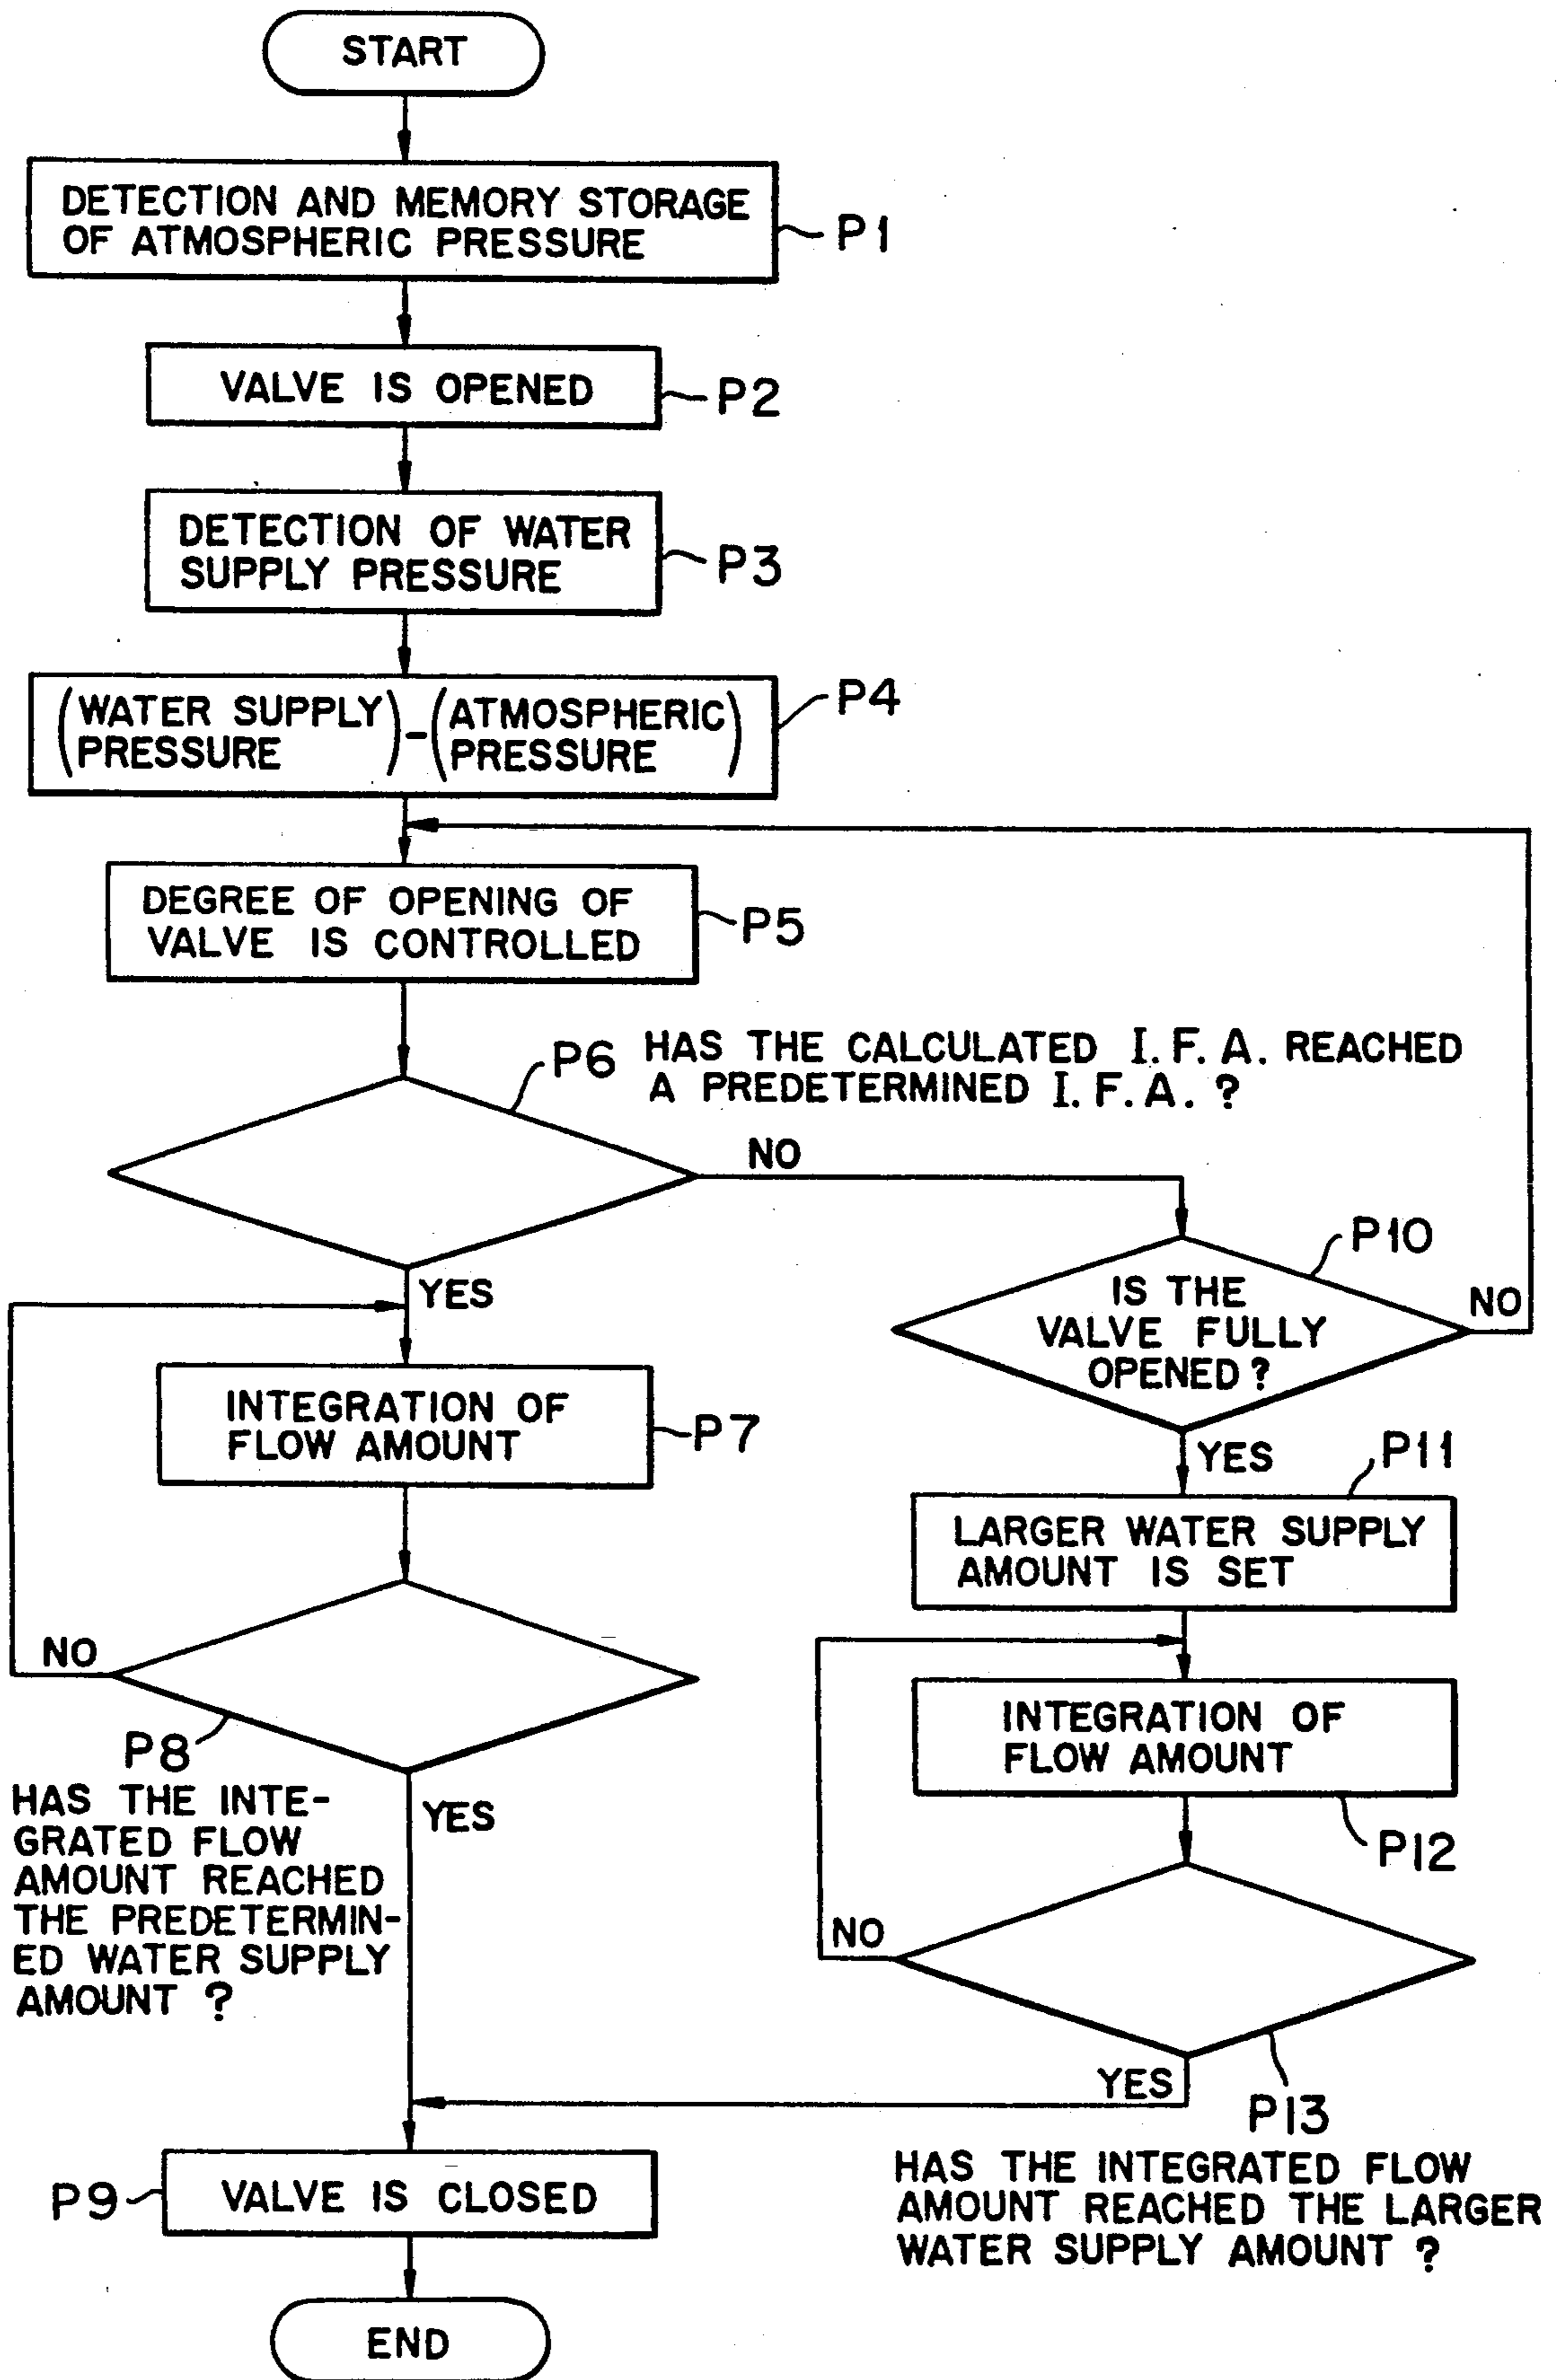 START
DETECTION AND MEMORY STORAGE
OF ATMOSPHERIC PRESSURE
P1
VALVE IS OPENED
P2
DETECTION OF WATER
SUPPLY PRESSURE
P3
(WATER SUPPLY PRESSURE) - (ATMOSPHERIC PRESSURE)
P4
DEGREE OF OPENING OF
VALVE IS CONTROLLED
P5
P6
HAS THE CALCULATED I.F.A. REACHED
A PREDETERMINED I.F.A. ?
NO
YES
P10
IS THE
VALVE FULLY
OPENED?
NO
YES
INTEGRATION OF
FLOW AMOUNT
P7
P11
LARGER WATER SUPPLY
AMOUNT IS SET
NO
P8
HAS THE INTE-
GRATED FLOW
AMOUNT REACHED
THE PREDETERMIN-
ED WATER SUPPLY
AMOUNT ?
YES
INTEGRATION OF
FLOW AMOUNT
P12
NO
YES
P13
HAS THE INTEGRATED FLOW
AMOUNT REACHED THE LARGER
WATER SUPPLY AMOUNT ?
P9
VALVE IS CLOSED
END